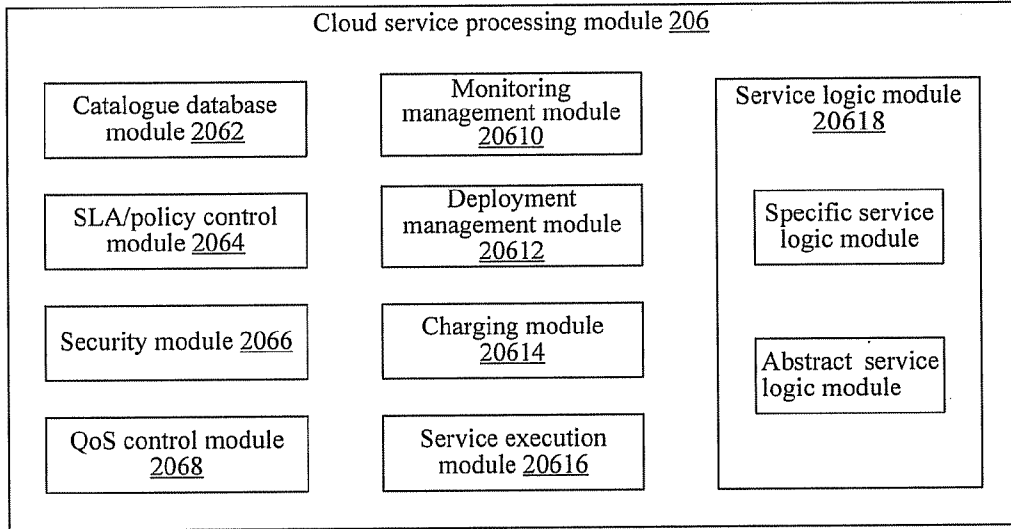 Cloud service processing module 206
Catalogue database
module 2062
SLA/policy control
module 2064
Security module 2066
QoS control module
2068
Monitoring
management module
20610
Deployment
management module
20612
Charging module
20614
Service execution
module 20616
Service logic module
20618
Specific service
logic module
Abstract service
logic module